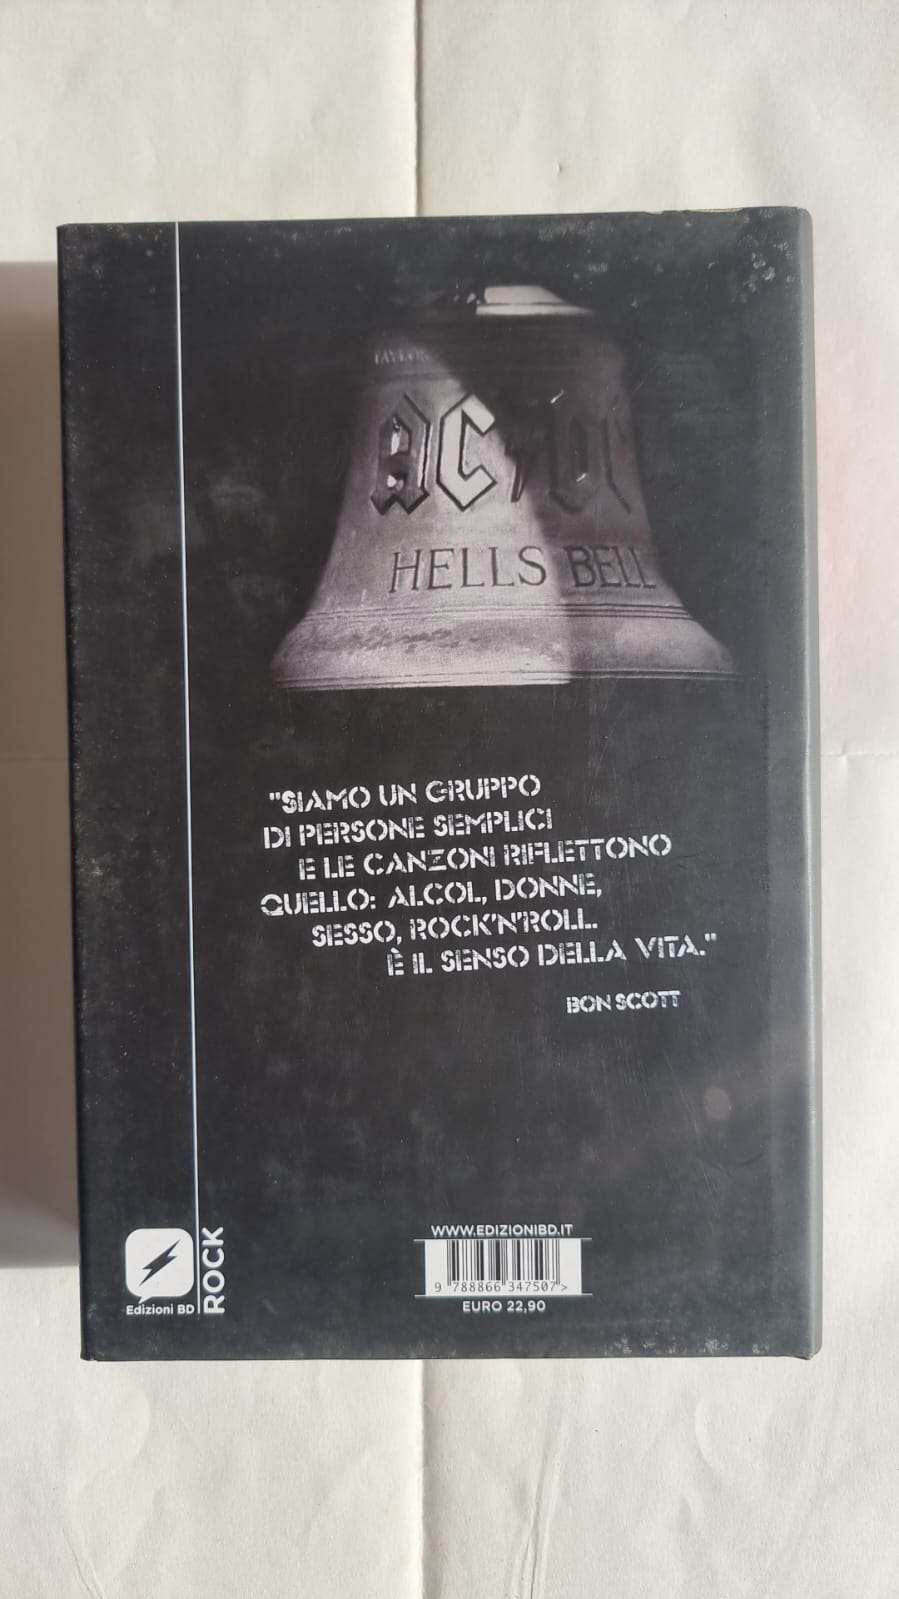 TAYLOR
AC DC
HELLS BELL
"SIAMO UN GRUPPO
DI PERSONE SEMPLICI
E LE CANZONI RIFLETTONO
QUELLO: ALCOL, DONNE,
SESSO, ROCK'N'ROLL.
È IL SENSO DELLA VITA."
BON SCOTT
Edizioni BD
ROCK
WWW.EDIZIONIBD.IT
9 788866 347507>
EURO 22,90